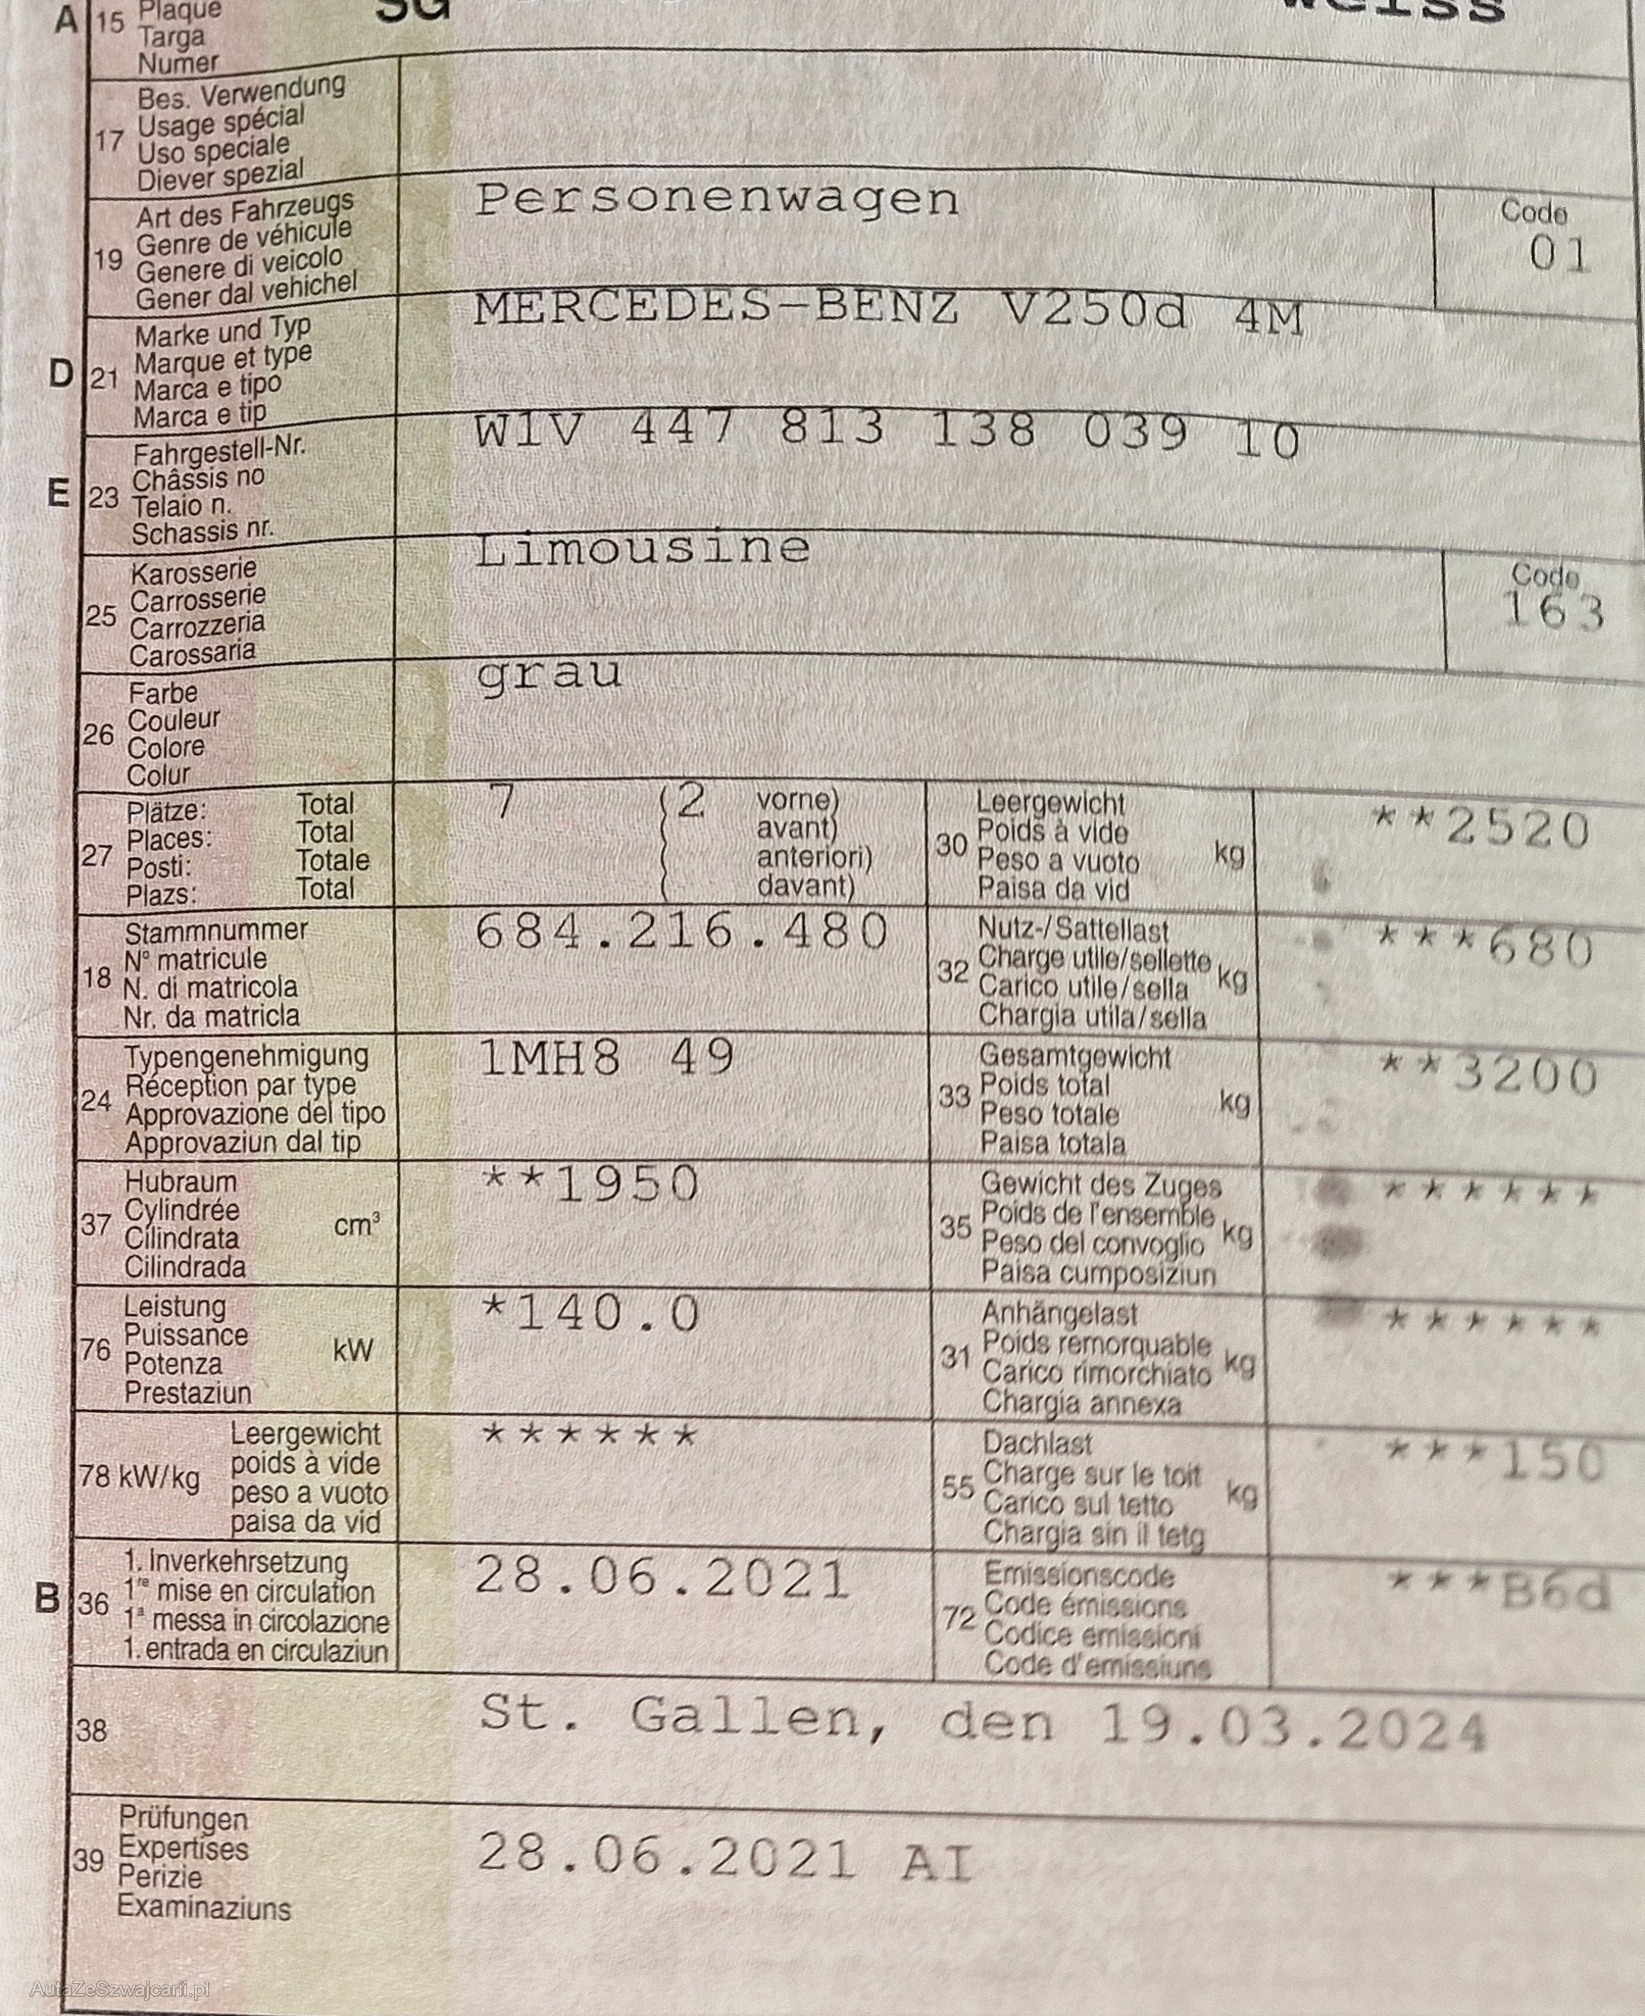 A 15 Plaque SG weiss
Targa
Numer
17 Bes. Verwendung
Usage spécial
Uso speciale
Diever spezial
19 Art des Fahrzeugs Personenwagen Code
Genre de véhicule 01
Genere di veicolo
Gener dal vehichel
D 21 Marke und Typ MERCEDES-BENZ V250d 4M
Marque et type
Marca e tipo
Marca e tip
E 23 Fahrgestell-Nr. W1V 447 813 138 039 10
Châssis no
Telaio n.
Schassis nr.
25 Karosserie Limousine Code
Carrosserie 163
Carrozzeria
Carossaria
26 Farbe grau
Couleur
Colore
Colur
27 Plätze: Total 7 (2 vorne) 30 Leergewicht kg **2520
Places: Total ( avant) Poids à vide
Posti: Totale ( anteriori) Peso a vuoto
Plazs: Total ( davant) Paisa da vid
18 Stammnummer 684.216.480 32 Nutz-/Sattellast kg ***680
N° matricule Charge utile/sellette
N. di matricola Carico utile/sella
Nr. da matricla Chargia utila/sella
24 Typengenehmigung 1MH8 49 33 Gesamtgewicht kg **3200
Réception par type Poids total
Approvazione del tipo Peso totale
Approvaziun dal tip Paisa totala
37 Hubraum cm³ **1950 35 Gewicht des Zuges kg ******
Cylindrée Poids de l'ensemble
Cilindrata Peso del convoglio
Cilindrada Paisa cumposiziun
76 Leistung kW *140.0 31 Anhängelast kg ******
Puissance Poids remorquable
Potenza Carico rimorchiato
Prestaziun Chargia annexa
78 kW/kg Leergewicht ****** 55 Dachlast kg ***150
poids à vide Charge sur le toit
peso a vuoto Carico sul tetto
paisa da vid Chargia sin il tetg
B 36 1. Inverkehrsetzung 28.06.2021 72 Emissionscode ***B6d
1re mise en circulation Code émissions
1a messa in circolazione Codice emissioni
1. entrada en circulaziun Code d'emissiuns
38 St. Gallen, den 19.03.2024
39 Prüfungen 28.06.2021 AI
Expertises
Perizie
Examinaziuns
AutaZeSzwajcarii.pl